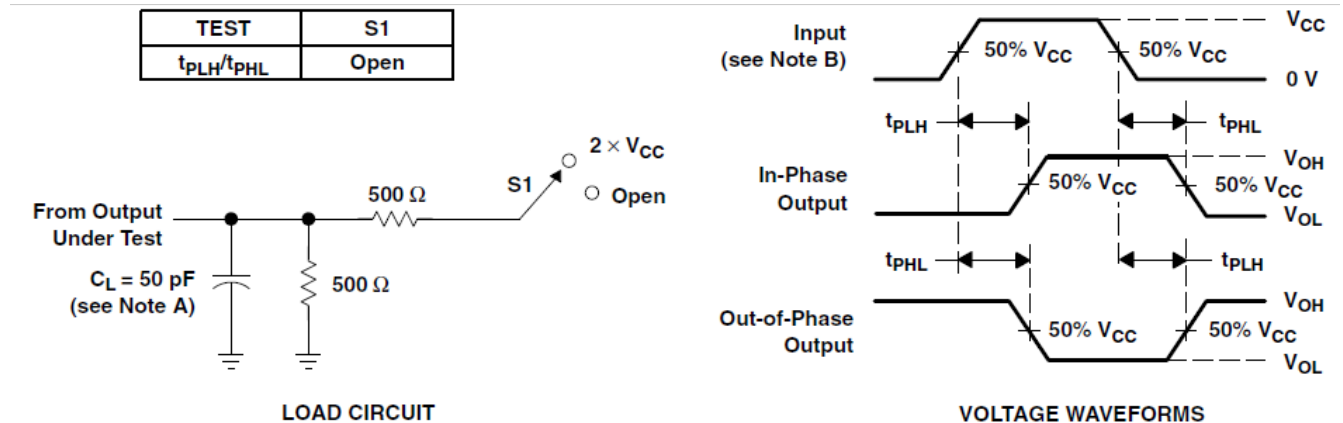 TEST S1
tPLH/tPHL Open
2 × VCC
S1
Open
500 Ω
From Output
Under Test
CL = 50 pF
(see Note A)
500 Ω
LOAD CIRCUIT
Input
(see Note B)
50% VCC
50% VCC
VCC
0 V
tPLH
tPHL
In-Phase
Output
50% VCC
50% VCC
VOH
VOL
tPHL
tPLH
Out-of-Phase
Output
50% VCC
50% VCC
VOH
VOL
VOLTAGE WAVEFORMS